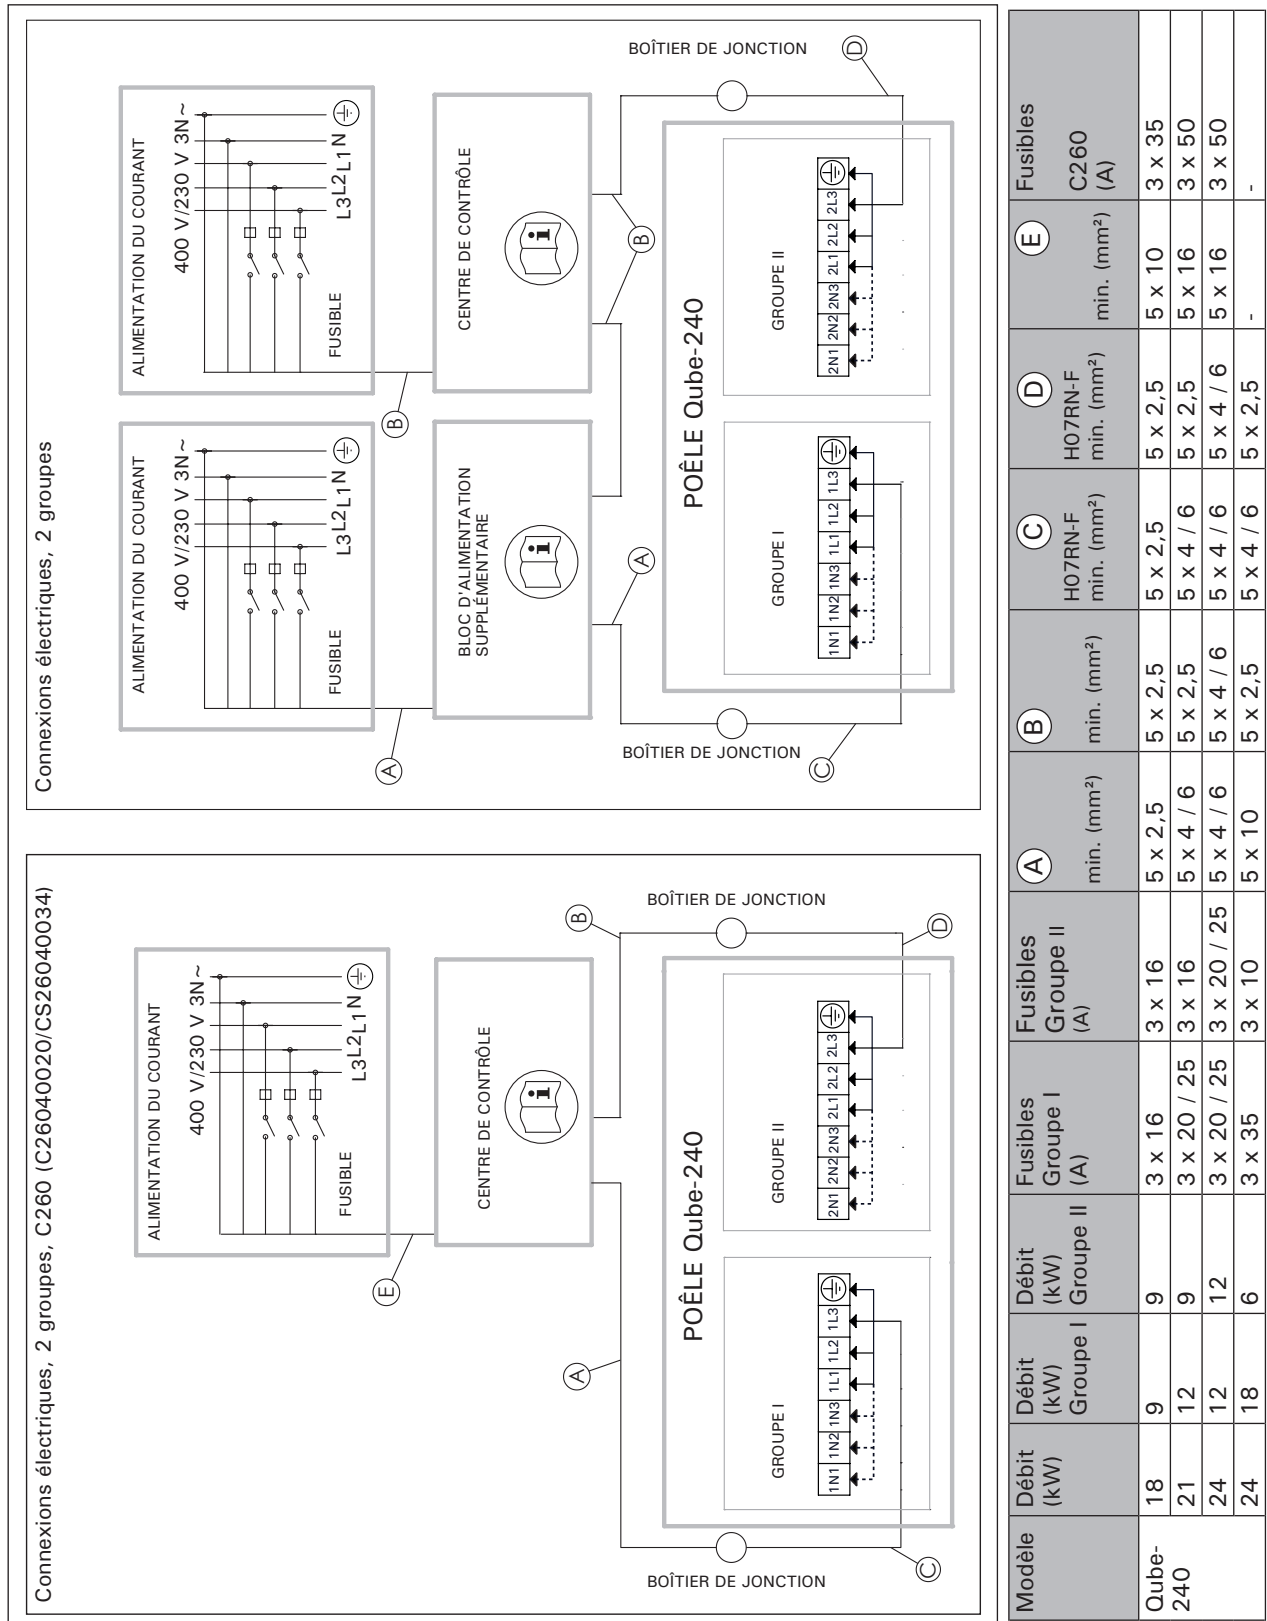 Connexions électriques, 2 groupes, C260 (C26040020/CS26040034)
ALIMENTATION DU COURANT
400 V/230 V 3N~
L3 L2 L1 N
FUSIBLE
E
CENTRE DE CONTRÔLE
i
A
B
BOÎTIER DE JONCTION
BOÎTIER DE JONCTION
C
D
POÊLE Qube-240
GROUPE I
1N1 1N2 1N3 1L1 1L2 1L3
GROUPE II
2N1 2N2 2N3 2L1 2L2 2L3
Connexions électriques, 2 groupes
ALIMENTATION DU COURANT
400 V/230 V 3N~
L3 L2 L1 N
FUSIBLE
A
ALIMENTATION DU COURANT
400 V/230 V 3N~
L3 L2 L1 N
FUSIBLE
B
BLOC D'ALIMENTATION
SUPPLÉMENTAIRE
i
CENTRE DE CONTRÔLE
i
A
B
BOÎTIER DE JONCTION
BOÎTIER DE JONCTION
C
D
POÊLE Qube-240
GROUPE I
1N1 1N2 1N3 1L1 1L2 1L3
GROUPE II
2N1 2N2 2N3 2L1 2L2 2L3
Modèle
Débit
(kW)
Débit
(kW)
Groupe I
Débit
(kW)
Groupe II
Fusibles
Groupe I
(A)
Fusibles
Groupe II
(A)
A
min. (mm²)
B
min. (mm²)
C
H07RN-F
min. (mm²)
D
H07RN-F
min. (mm²)
E
min. (mm²)
Fusibles
C260
(A)
Qube-
240
18 9 9 3 x 16 3 x 16 5 x 2,5 5 x 2,5 5 x 2,5 5 x 2,5 5 x 10 3 x 35
21 12 9 3 x 20 / 25 3 x 16 5 x 4 / 6 5 x 2,5 5 x 4 / 6 5 x 2,5 5 x 16 3 x 50
24 12 12 3 x 20 / 25 3 x 20 / 25 5 x 4 / 6 5 x 4 / 6 5 x 4 / 6 5 x 4 / 6 5 x 16 3 x 50
24 18 6 3 x 35 3 x 10 5 x 10 5 x 2,5 5 x 4 / 6 5 x 2,5 - -